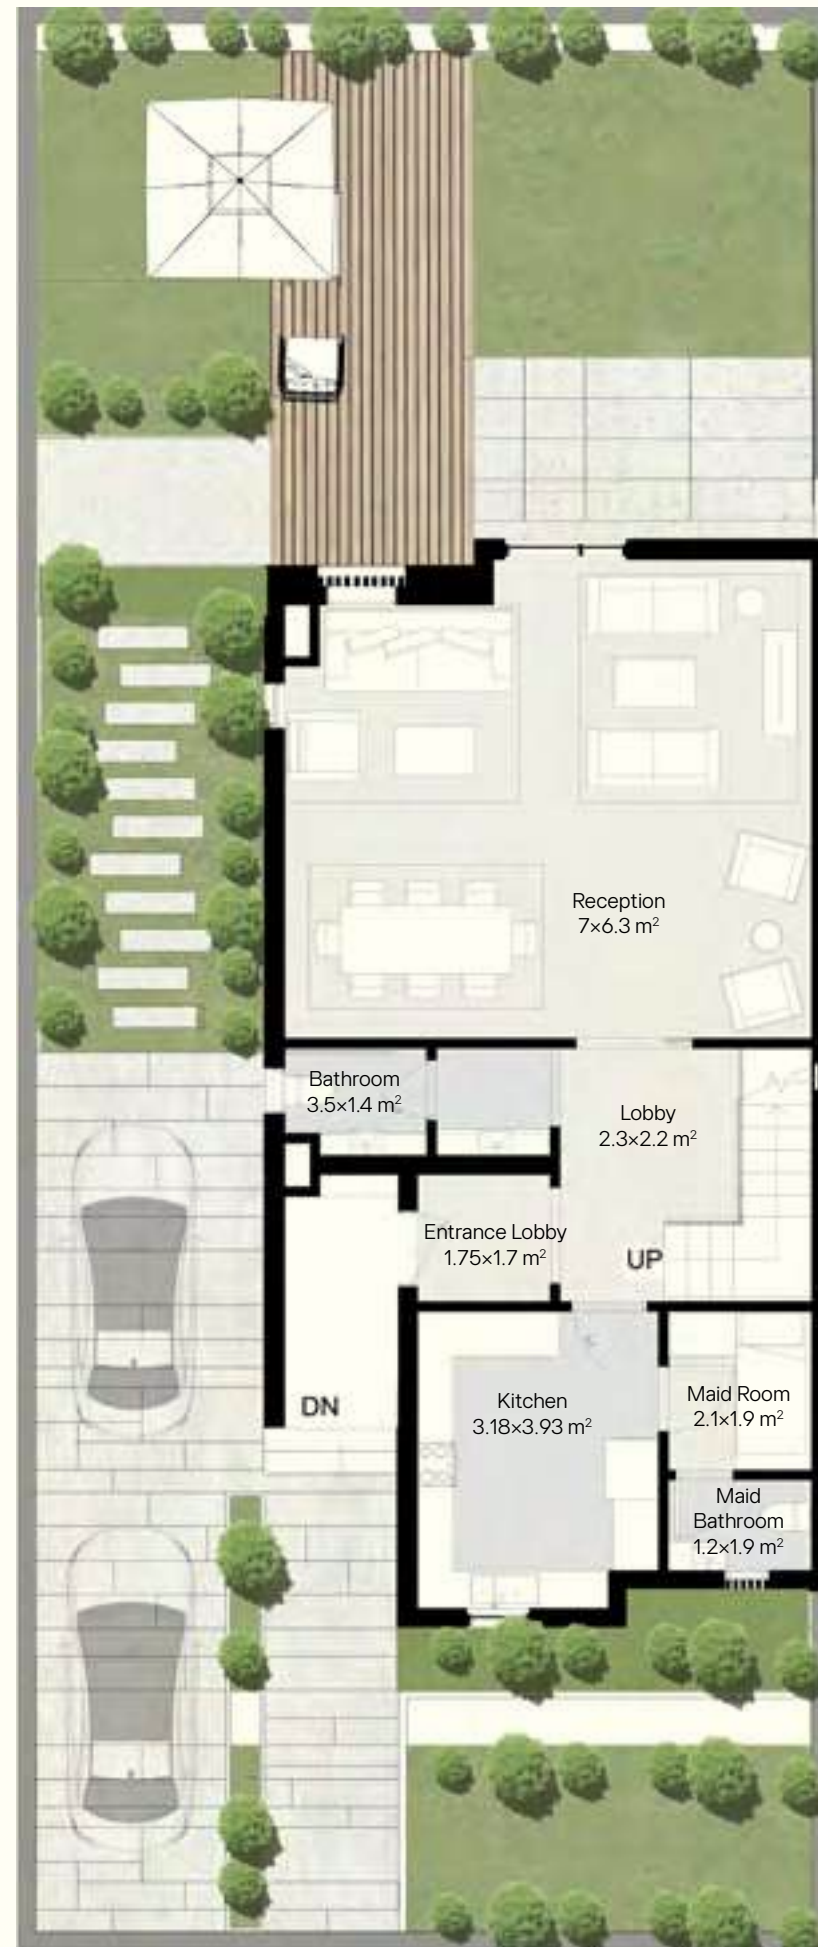 Reception
7×6.3 m²
Bathroom
3.5×1.4 m²
Lobby
2.3×2.2 m²
Entrance Lobby
1.75×1.7 m²
UP
Kitchen
3.18×3.93 m²
DN
Maid Room
2.1×1.9 m²
Maid
Bathroom
1.2×1.9 m²